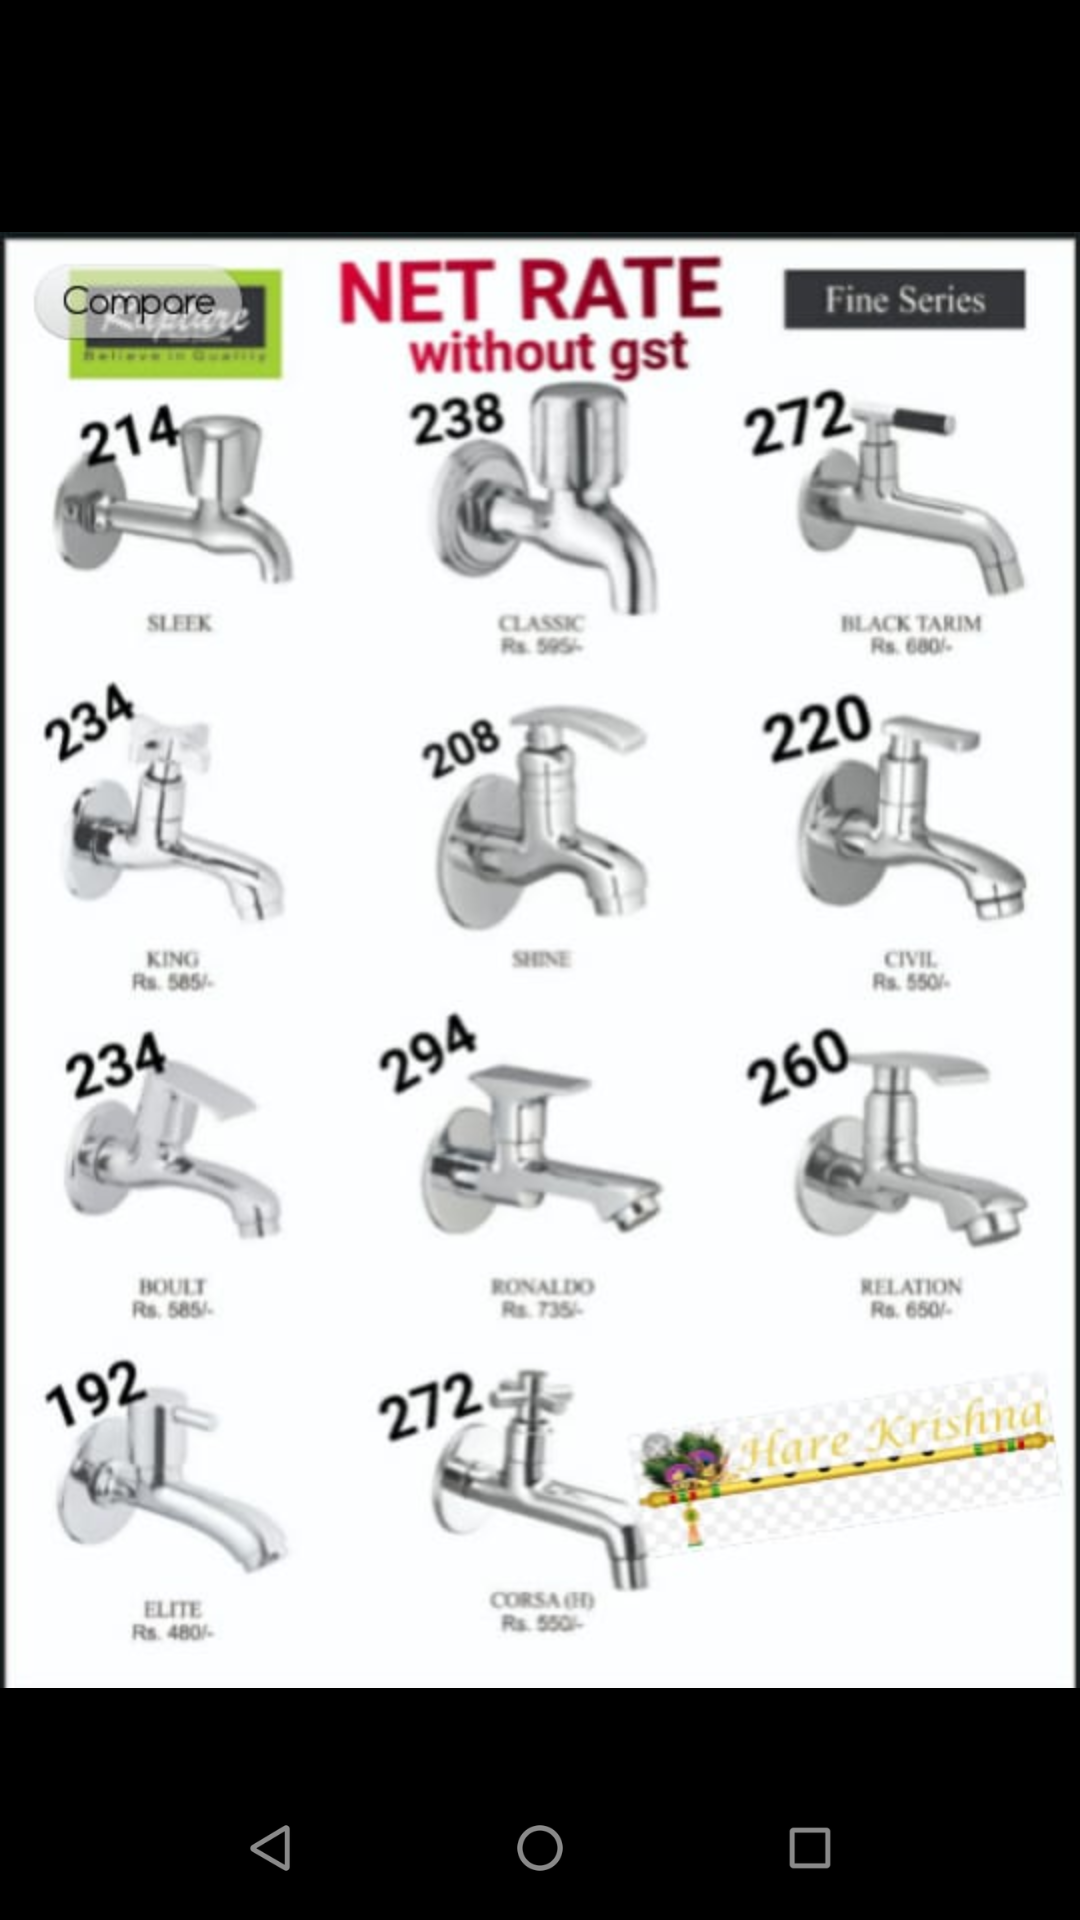 Compare
Believe in Quality
NET RATE
without gst
Fine Series
214
238
272
SLEEK
CLASSIC
Rs. 595/-
BLACK TARIM
Rs. 680/-
234
208
220
KING
Rs. 585/-
SHINE
CIVIL
Rs. 550/-
234
294
260
BOULT
Rs. 585/-
RONALDO
Rs. 735/-
RELATION
Rs. 650/-
192
272
Hare Krishna
ELITE
Rs. 480/-
CORSA (H)
Rs. 550/-